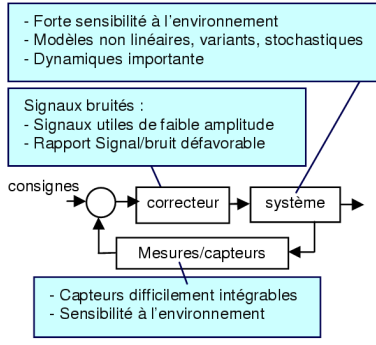 - Forte sensibilité à l'environnement
- Modèles non linéaires, variants, stochastiques
- Dynamiques importante
Signaux bruités :
- Signaux utiles de faible amplitude
- Rapport Signal/bruit défavorable
consignes
correcteur
système
Mesures/capteurs
- Capteurs difficilement intégrables
- Sensibilité à l'environnement